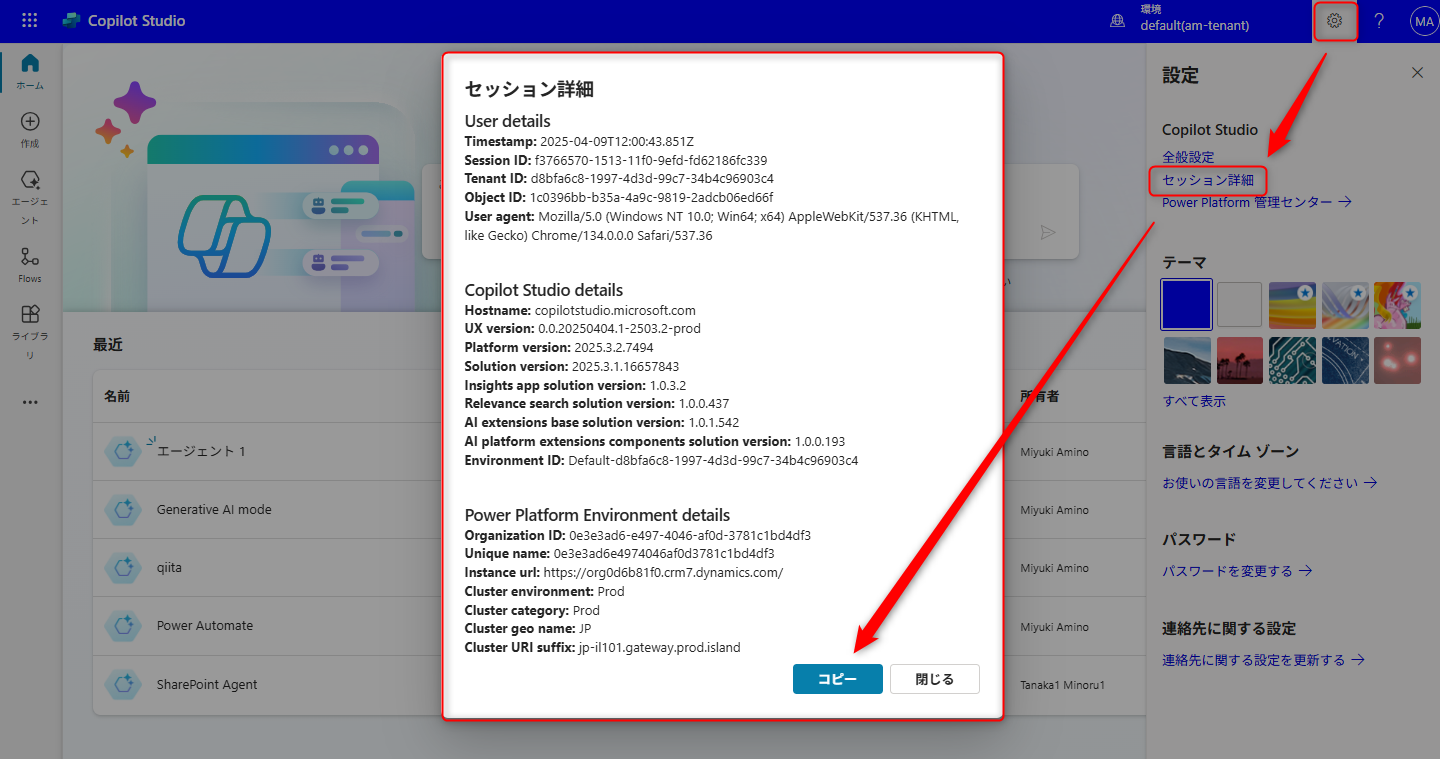 Copilot Studio
環境
default(am-tenant)
?
MA
ホーム
作成
エージェ
ント
Flows
ライブラ
リ
い
最近
名前
所有者
エージェント 1
Miyuki Amino
Generative AI mode
Miyuki Amino
qiita
Miyuki Amino
Power Automate
Miyuki Amino
SharePoint Agent
Tanaka1 Minoru1
セッション詳細
User details
Timestamp: 2025-04-09T12:00:43.851Z
Session ID: f3766570-1513-11f0-9efd-fd62186fc339
Tenant ID: d8bfa6c8-1997-4d3d-99c7-34b4c96903c4
Object ID: 1c0396bb-b35a-4a9c-9819-2adcb06ed66f
User agent: Mozilla/5.0 (Windows NT 10.0; Win64; x64) AppleWebKit/537.36 (KHTML,
like Gecko) Chrome/134.0.0.0 Safari/537.36
Copilot Studio details
Hostname: copilotstudio.microsoft.com
UX version: 0.0.20250404.1-2503.2-prod
Platform version: 2025.3.2.7494
Solution version: 2025.3.1.16657843
Insights app solution version: 1.0.3.2
Relevance search solution version: 1.0.0.437
AI extensions base solution version: 1.0.1.542
AI platform extensions components solution version: 1.0.0.193
Environment ID: Default-d8bfa6c8-1997-4d3d-99c7-34b4c96903c4
Power Platform Environment details
Organization ID: 0e3e3ad6-e497-4046-af0d-3781c1bd4df3
Unique name: 0e3e3ad6e4974046af0d3781c1bd4df3
Instance url: https://org0d6b81f0.crm7.dynamics.com/
Cluster environment: Prod
Cluster category: Prod
Cluster geo name: JP
Cluster URI suffix: jp-il101.gateway.prod.island
コピー
閉じる
設定
Copilot Studio
全般設定
セッション詳細
Power Platform 管理センター
テーマ
すべて表示
言語とタイム ゾーン
お使いの言語を変更してください
パスワード
パスワードを変更する
連絡先に関する設定
連絡先に関する設定を更新する